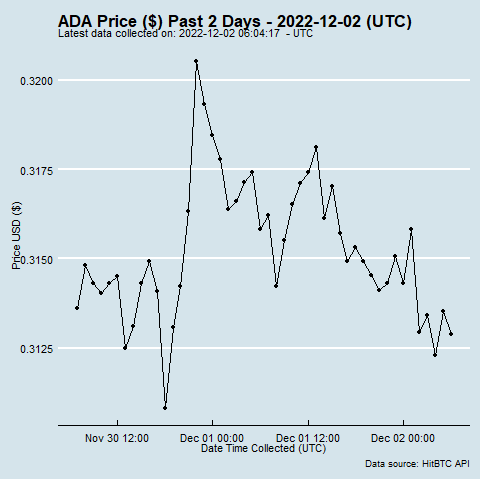 ADA Price ($) Past 2 Days - 2022-12-02 (UTC)
Latest data collected on: 2022-12-02 06:04:17 - UTC
0.3200
0.3175
0.3150
0.3125
Price USD ($)
Nov 30 12:00 Dec 01 00:00 Dec 01 12:00 Dec 02 00:00
Date Time Collected (UTC)
Data source: HitBTC API